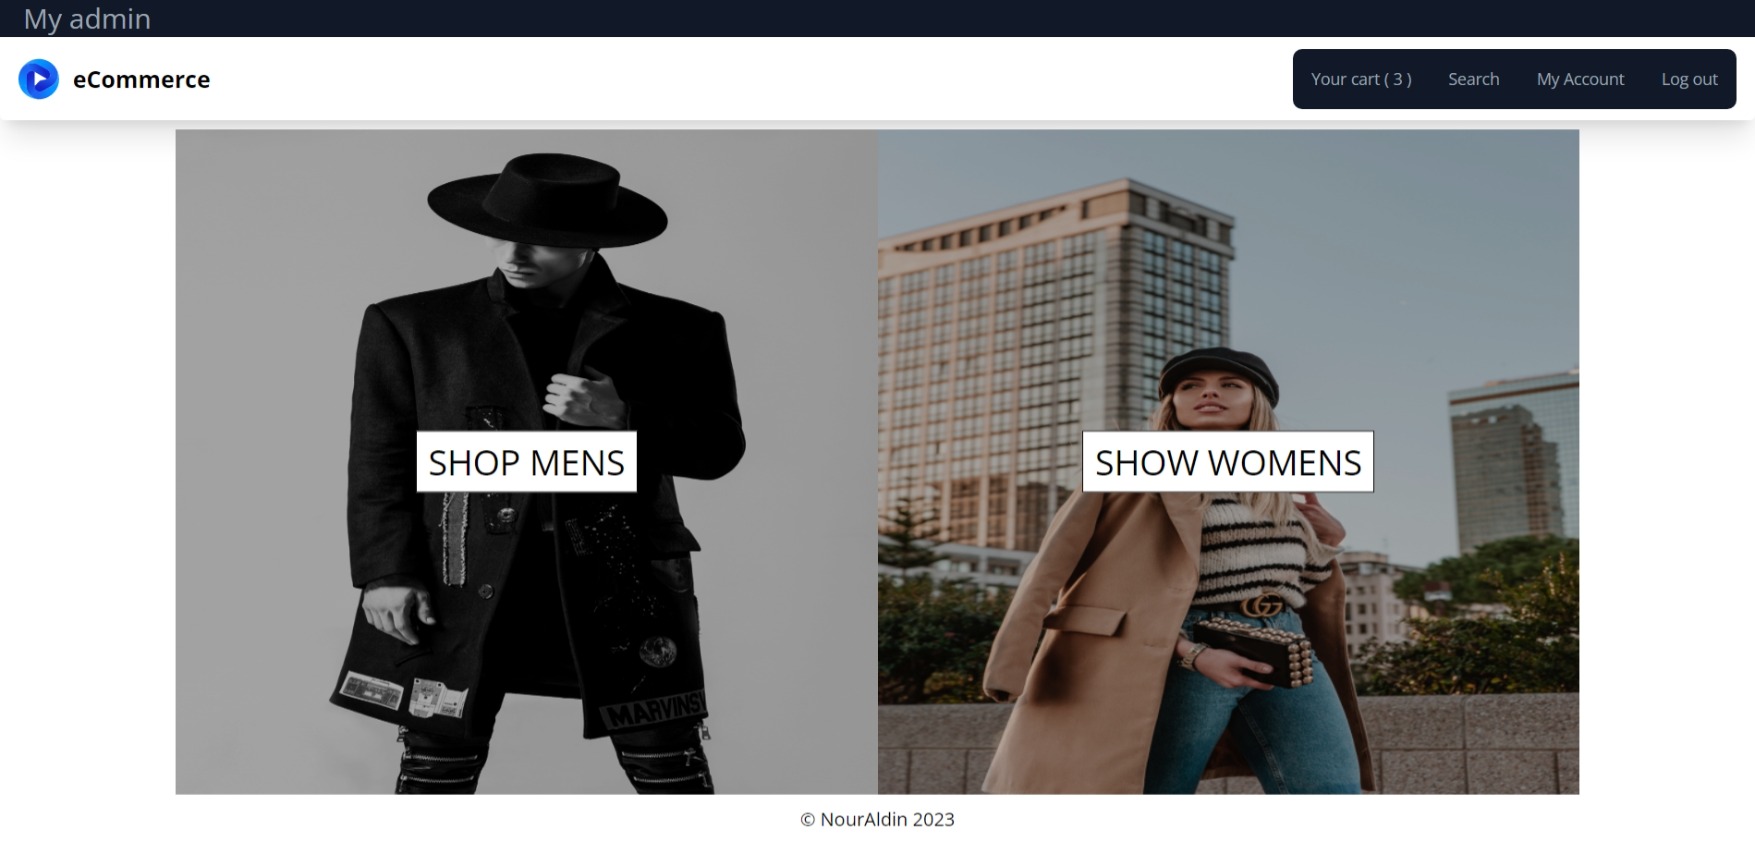 My admin
eCommerce
Your cart ( 3 ) Search My Account Log out
SHOP MENS
SHOW WOMENS
MARVINS
© NourAldin 2023